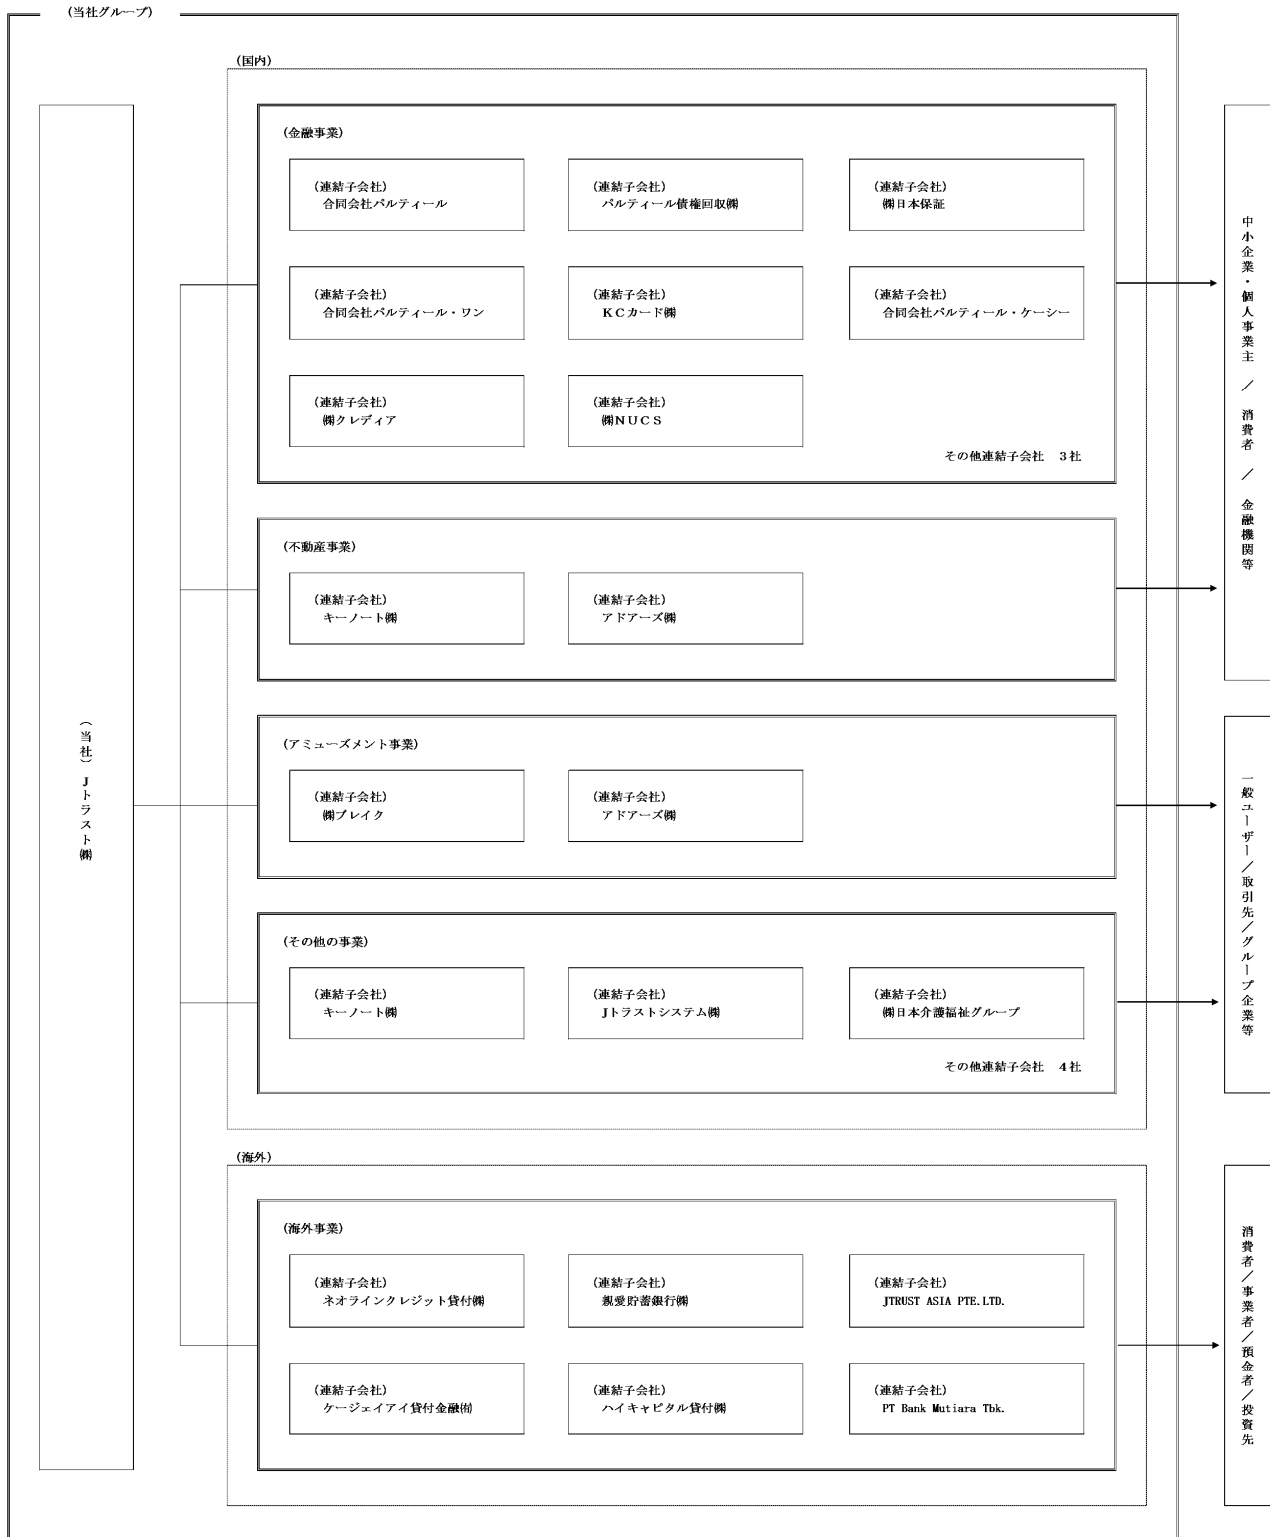 (当社グループ)
(国内)
(金融事業)
(連結子会社)
合同会社パルティール
(連結子会社)
パルティール債権回収㈱
(連結子会社)
㈱日本保証
(連結子会社)
合同会社パルティール・ワン
(連結子会社)
KCカード㈱
(連結子会社)
合同会社パルティール・ケーシー
(連結子会社)
㈱クレディア
(連結子会社)
㈱NUCS
その他連結子会社 3社
(不動産事業)
(連結子会社)
キーノート㈱
(連結子会社)
アドアーズ㈱
(アミューズメント事業)
(連結子会社)
㈱ブレイク
(連結子会社)
アドアーズ㈱
(その他の事業)
(連結子会社)
キーノート㈱
(連結子会社)
Jトラストシステム㈱
(連結子会社)
㈱日本介護福祉グループ
その他連結子会社 4社
(海外)
(海外事業)
(連結子会社)
ネオラインクレジット貸付㈱
(連結子会社)
親愛貯蓄銀行㈱
(連結子会社)
JTRUST ASIA PTE.LTD.
(連結子会社)
ケージェイアイ貸付金融㈲
(連結子会社)
ハイキャピタル貸付㈱
(連結子会社)
PT Bank Mutiara Tbk.
(当社) Jトラスト㈱
中小企業・個人事業主 / 消費者 / 金融機関等
一般ユーザー/取引先/グループ企業等
消費者/事業者/預金者/投資先